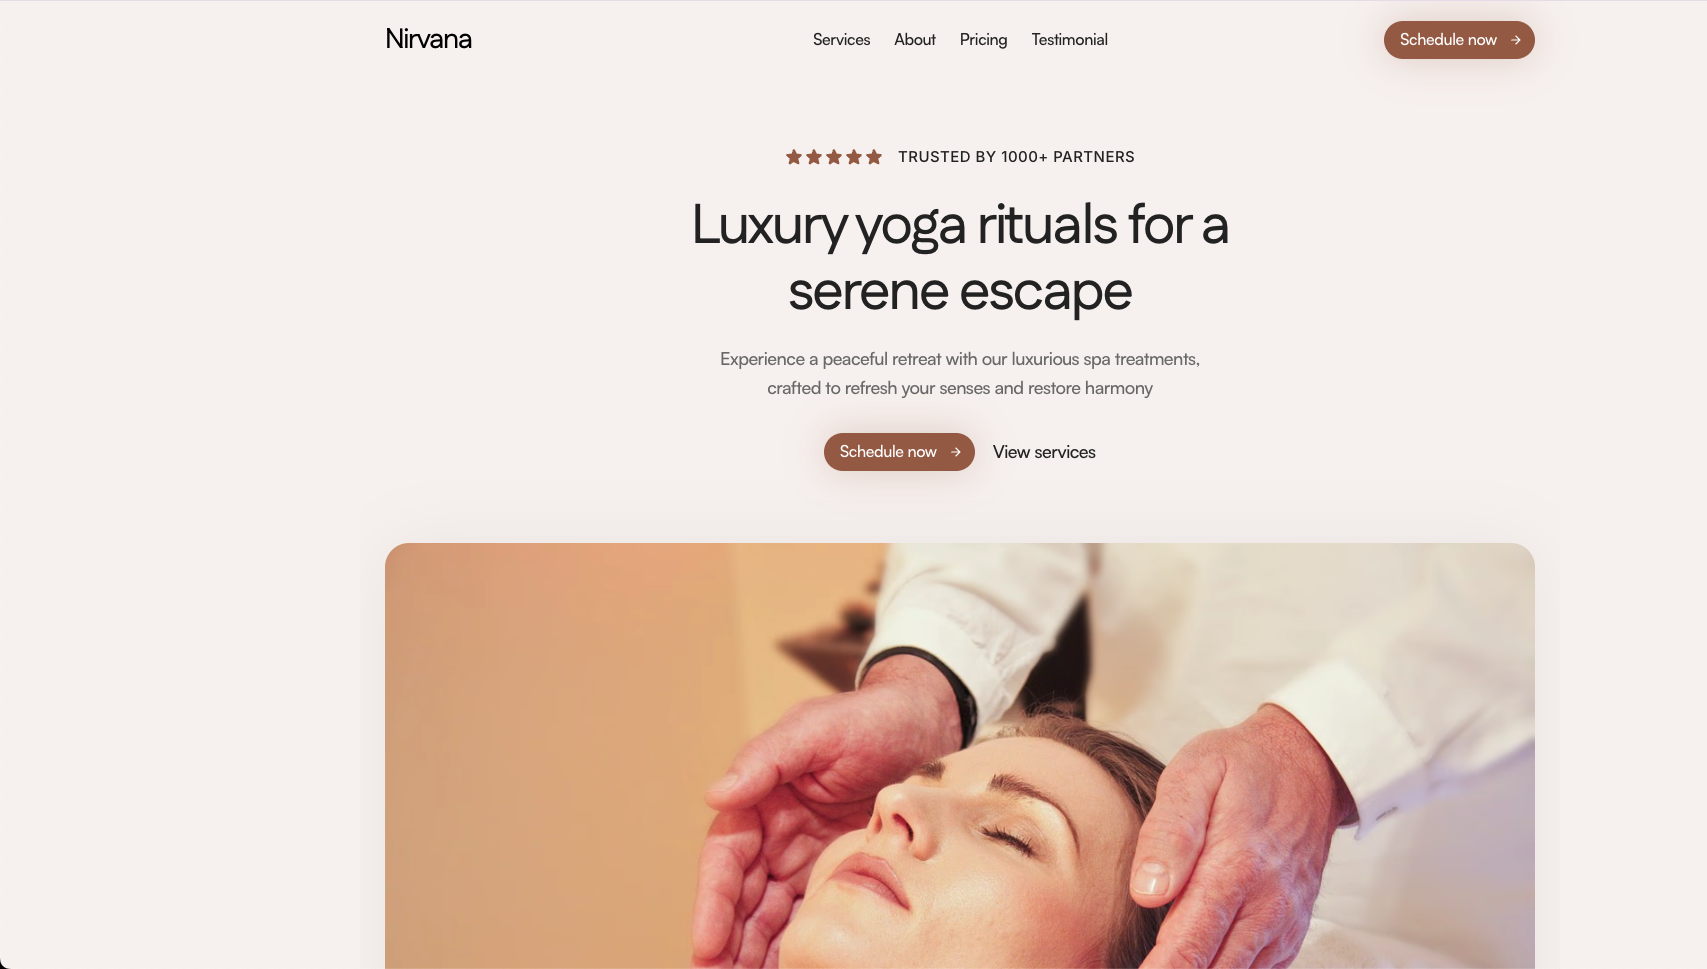 Nirvana
Services
About
Pricing
Testimonial
Schedule now
TRUSTED BY 1000+ PARTNERS
Luxury yoga rituals for a
serene escape
Experience a peaceful retreat with our luxurious spa treatments,
crafted to refresh your senses and restore harmony
Schedule now
View services